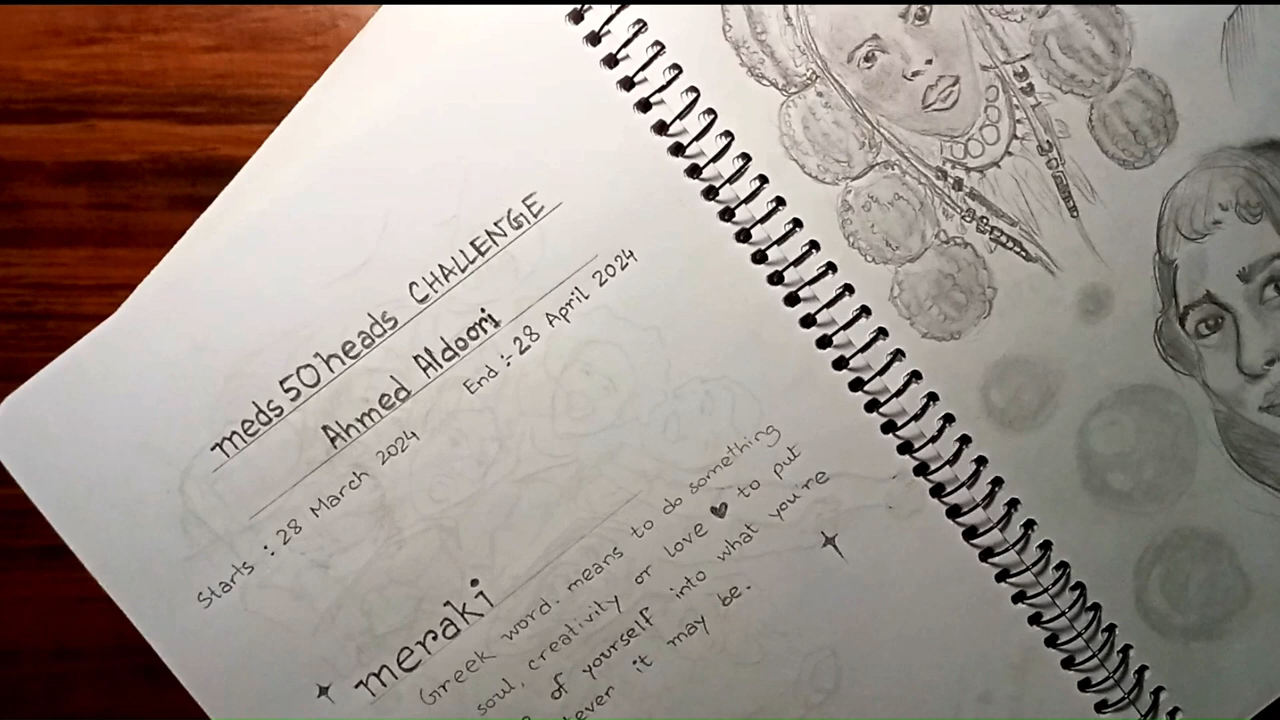 meds 50 heads CHALLENGE
Ahmed Aldoori
Starts :- 28 March 2024 End :- 28 April 2024
meraki
Greek word. means to do something
soul, creativity or love ♥ to put
of yourself into what you're
it may be.